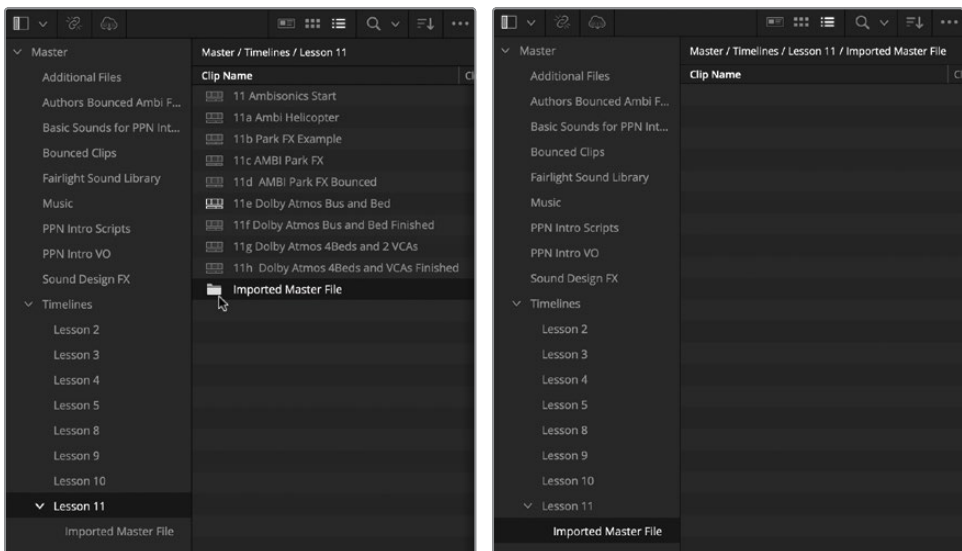 Master
Additional Files
Authors Bounced Ambi F...
Basic Sounds for PPN Int...
Bounced Clips
Fairlight Sound Library
Music
PPN Intro Scripts
PPN Intro VO
Sound Design FX
Timelines
Lesson 2
Lesson 3
Lesson 4
Lesson 5
Lesson 8
Lesson 9
Lesson 10
Lesson 11
Imported Master File
Master / Timelines / Lesson 11
Clip Name
11 Ambisonics Start
11a Ambi Helicopter
11b Park FX Example
11c AMBI Park FX
11d AMBI Park FX Bounced
11e Dolby Atmos Bus and Bed
11f Dolby Atmos Bus and Bed Finished
11g Dolby Atmos 4Beds and 2 VCAs
11h Dolby Atmos 4Beds and VCAs Finished
Imported Master File
Master
Additional Files
Authors Bounced Ambi F...
Basic Sounds for PPN Int...
Bounced Clips
Fairlight Sound Library
Music
PPN Intro Scripts
PPN Intro VO
Sound Design FX
Timelines
Lesson 2
Lesson 3
Lesson 4
Lesson 5
Lesson 8
Lesson 9
Lesson 10
Lesson 11
Imported Master File
Master / Timelines / Lesson 11 / Imported Master File
Clip Name